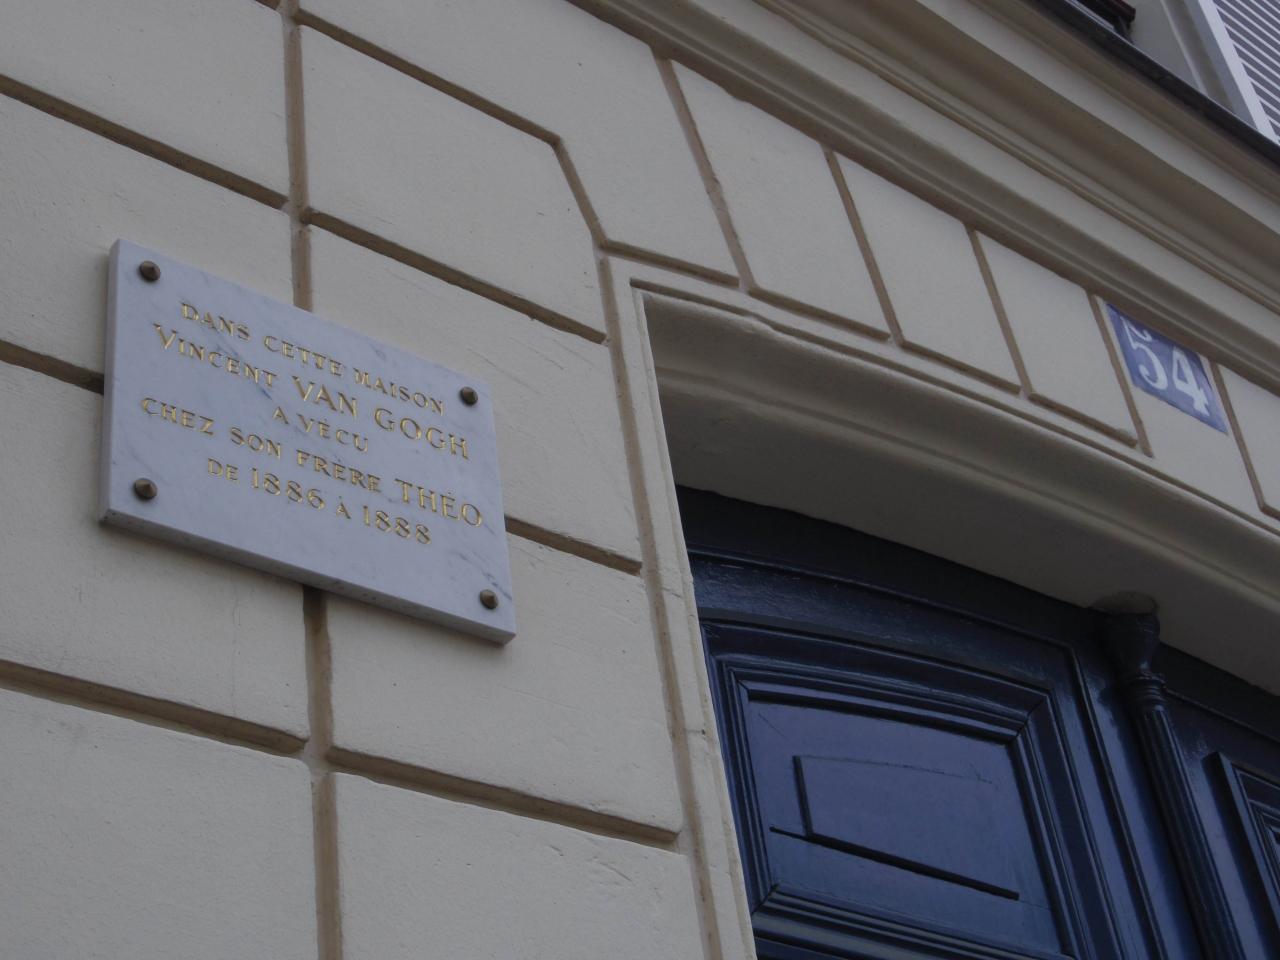 DANS CETTE MAISON
VINCENT VAN GOGH
A VÉCU
CHEZ SON FRÈRE THÉO
DE 1886 À 1888
54